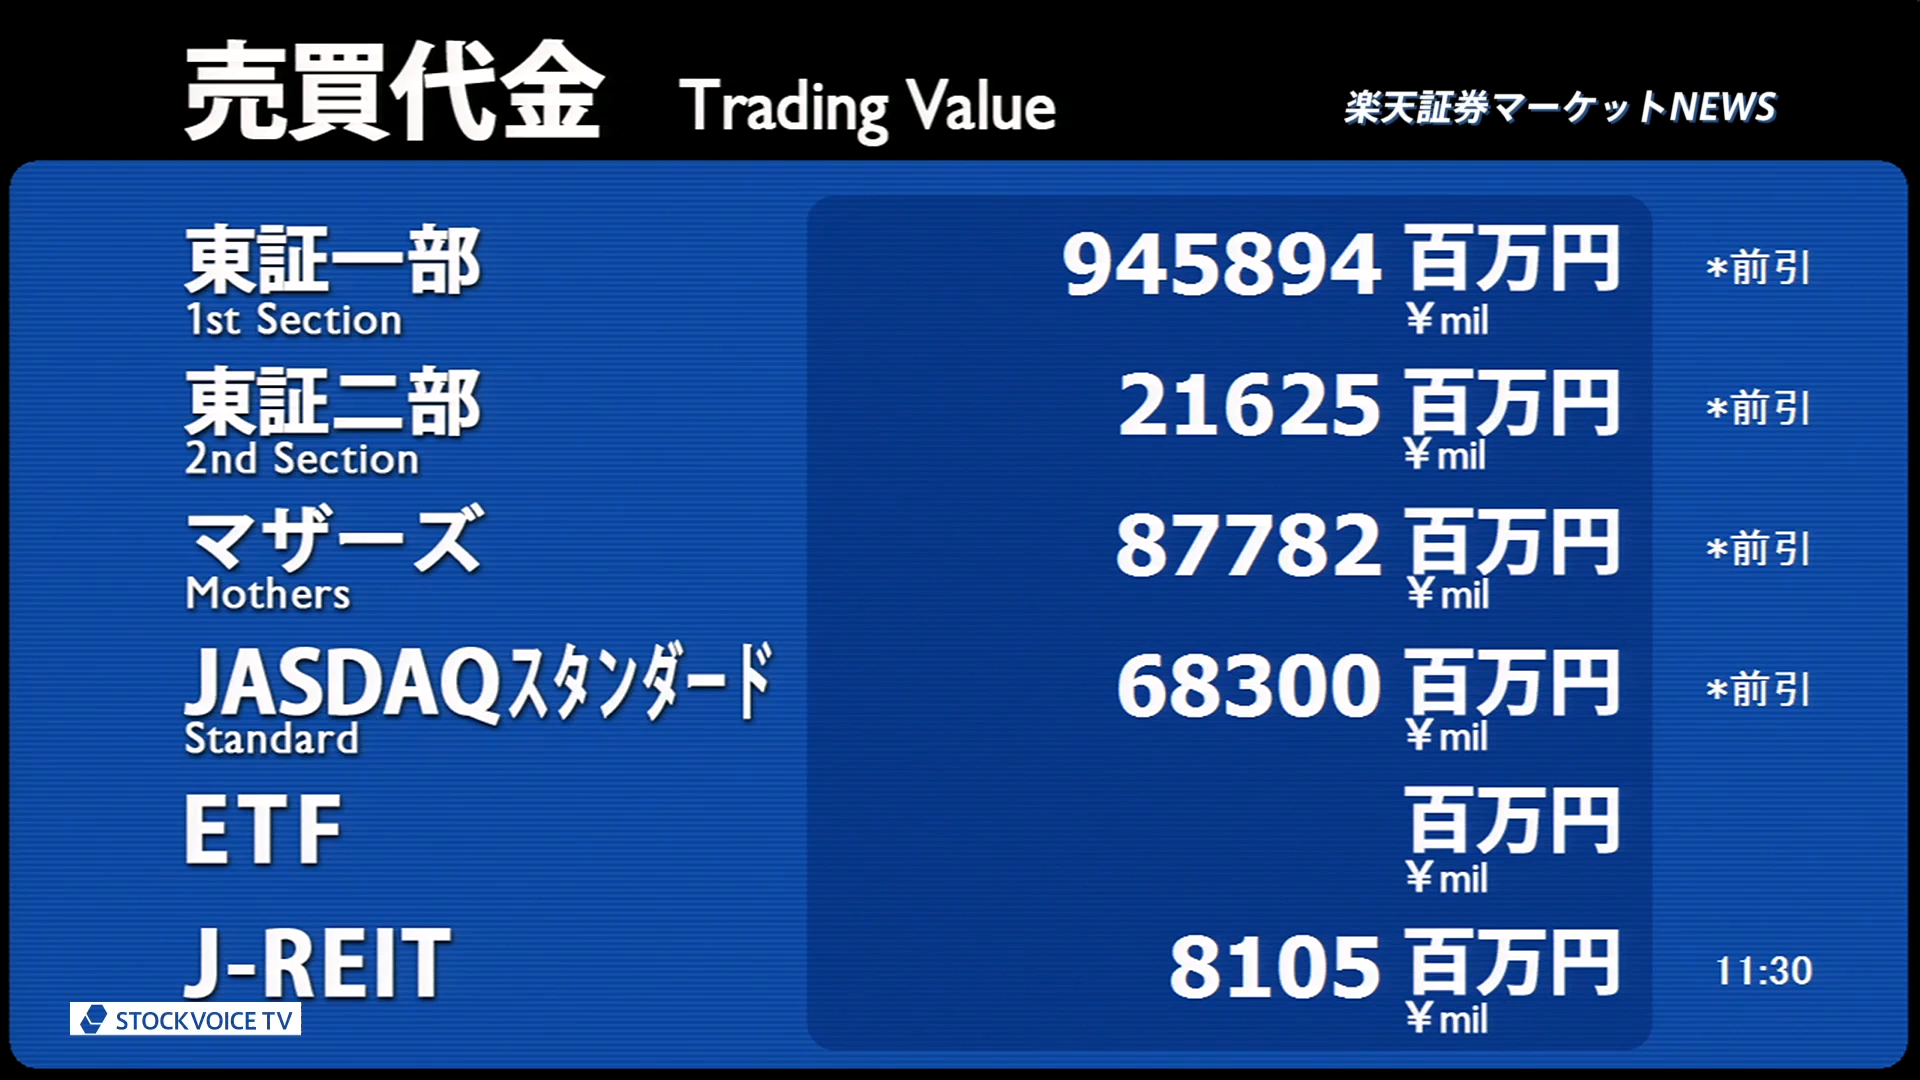 売買代金 Trading Value 楽天証券マーケットNEWS
東証一部 945894 百万円 *前引
1st Section ¥mil
東証二部 21625 百万円 *前引
2nd Section ¥mil
マザーズ 87782 百万円 *前引
Mothers ¥mil
JASDAQｽﾀﾝﾀﾞｰﾄﾞ 68300 百万円 *前引
Standard ¥mil
ETF 百万円
¥mil
J-REIT 8105 百万円 11:30
STOCKVOICE TV ¥mil